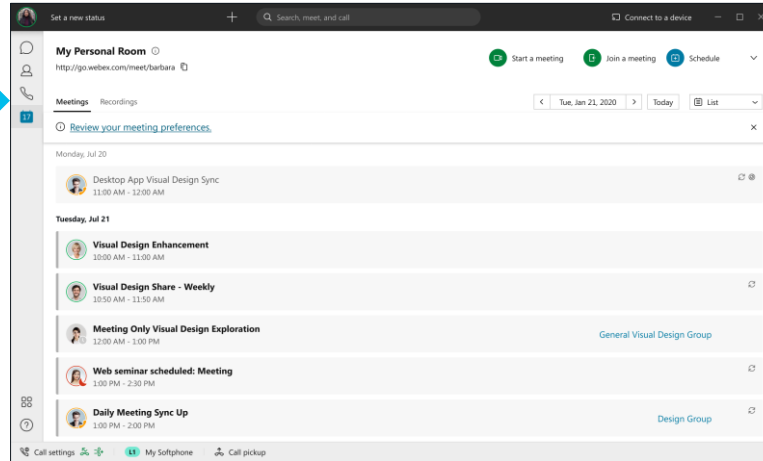 Set a new status
Search, meet, and call
Connect to a device
My Personal Room
http://go.webex.com/meet/barbara
Start a meeting
Join a meeting
Schedule
Meetings Recordings
Tue, Jan 21, 2020
Today
List
17
Review your meeting preferences.
Monday, Jul 20
Desktop App Visual Design Sync
11:00 AM - 12:00 AM
Tuesday, Jul 21
Visual Design Enhancement
10:00 AM - 11:00 AM
Visual Design Share - Weekly
10:50 AM - 11:50 AM
Meeting Only Visual Design Exploration
12:00 AM - 1:00 PM
General Visual Design Group
Web seminar scheduled: Meeting
1:00 PM - 2:30 PM
Daily Meeting Sync Up
1:00 PM - 2:00 PM
Design Group
Call settings
L1 My Softphone
Call pickup